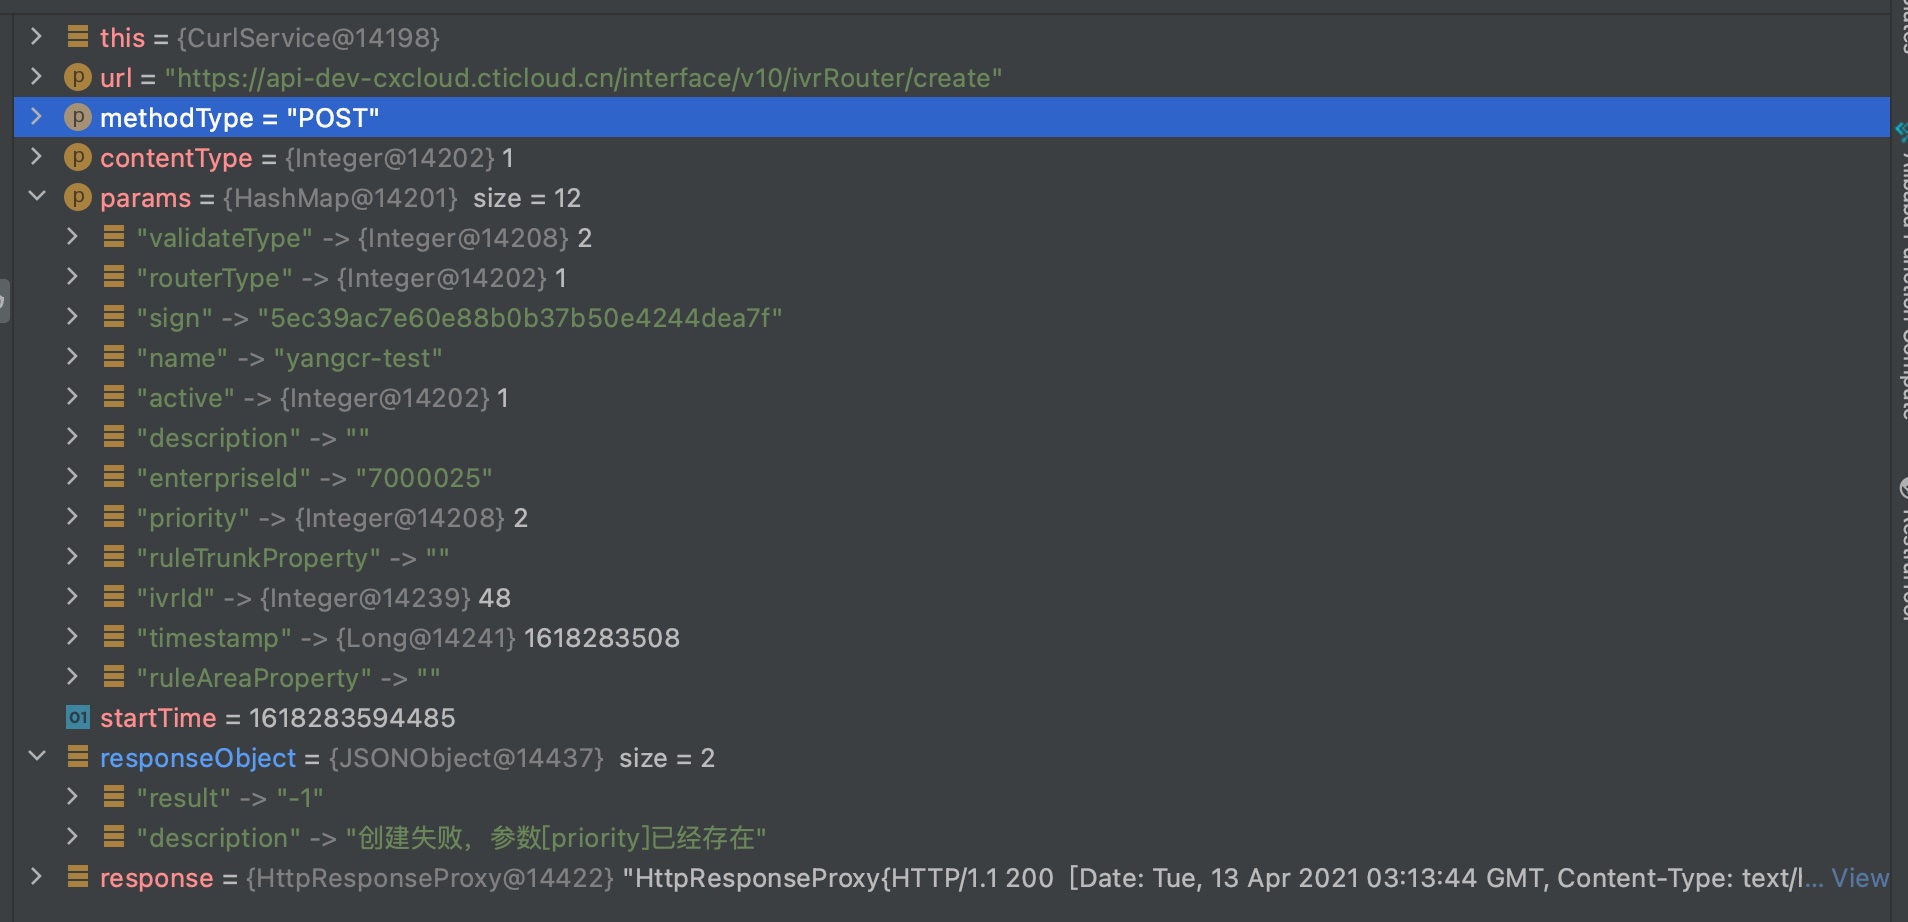 this = {CurlService@14198}
p url = "https://api-dev-cxcloud.cticloud.cn/interface/v10/ivrRouter/create"
p methodType = "POST"
p contentType = {Integer@14202} 1
p params = {HashMap@14201} size = 12
"validateType" -> {Integer@14208} 2
"routerType" -> {Integer@14202} 1
"sign" -> "5ec39ac7e60e88b0b37b50e4244dea7f"
"name" -> "yangcr-test"
"active" -> {Integer@14202} 1
"description" -> ""
"enterpriseId" -> "7000025"
"priority" -> {Integer@14208} 2
"ruleTrunkProperty" -> ""
"ivrId" -> {Integer@14239} 48
"timestamp" -> {Long@14241} 1618283508
"ruleAreaProperty" -> ""
01 startTime = 1618283594485
responseObject = {JSONObject@14437} size = 2
"result" -> "-1"
"description" -> "创建失败，参数[priority]已经存在"
response = {HttpResponseProxy@14422} "HttpResponseProxy{HTTP/1.1 200 [Date: Tue, 13 Apr 2021 03:13:44 GMT, Content-Type: text/l... View